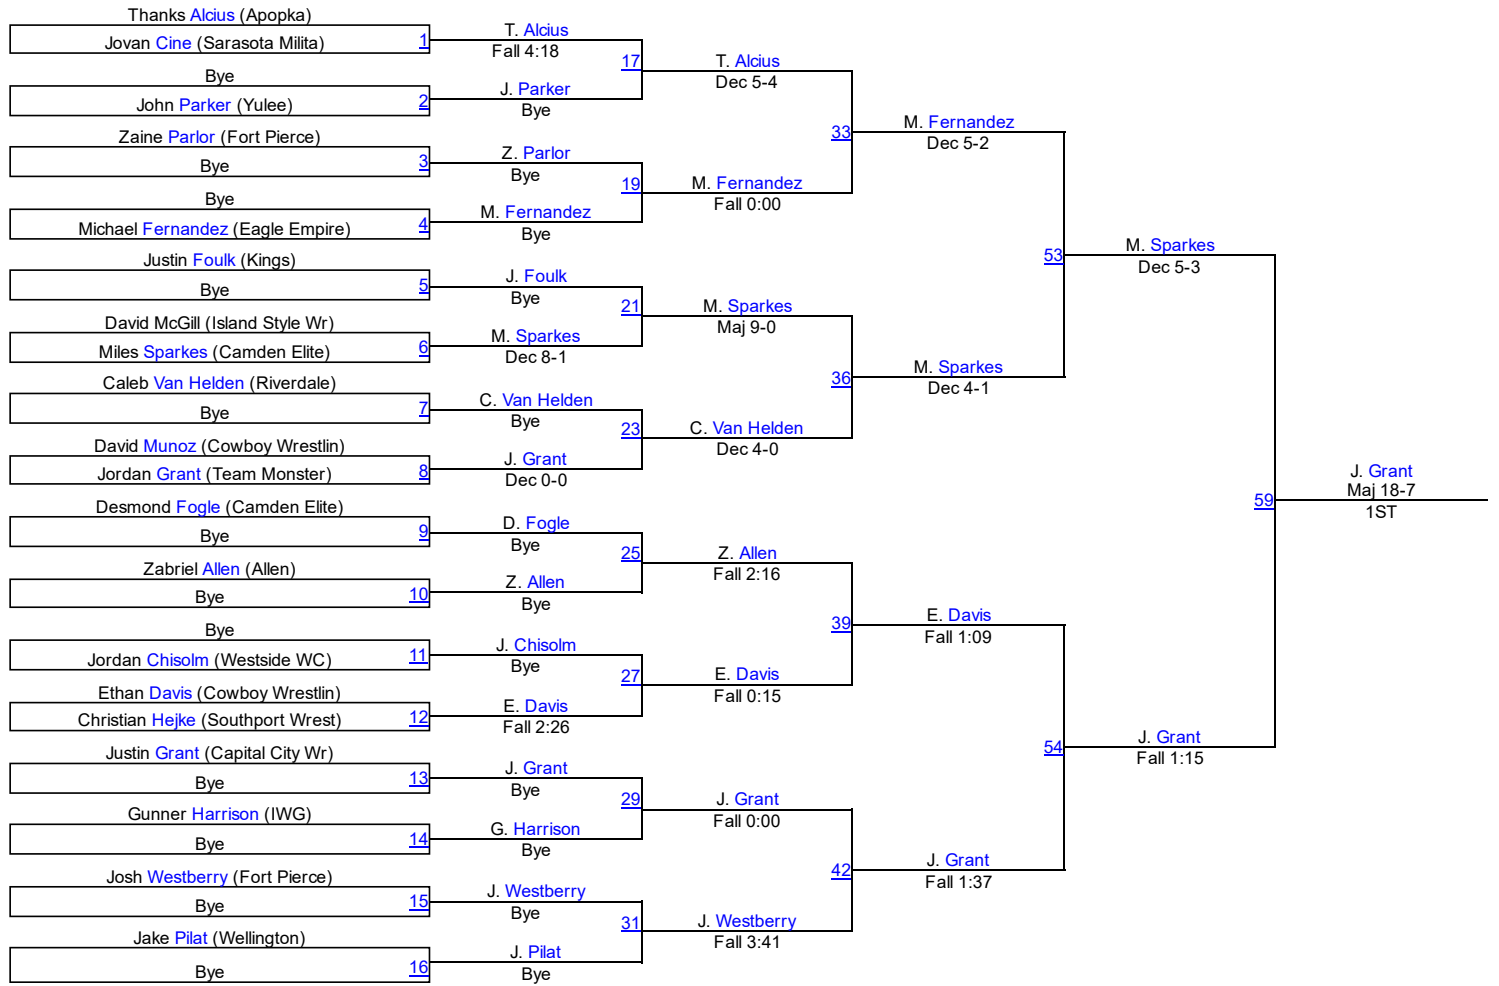 Thanks Alcius (Apopka)
Jovan Cine (Sarasota Milita)
1
Bye
John Parker (Yulee)
2
Zaine Parlor (Fort Pierce)
Bye
3
Bye
Michael Fernandez (Eagle Empire)
4
Justin Foulk (Kings)
Bye
5
David McGill (Island Style Wr)
Miles Sparkes (Camden Elite)
6
Caleb Van Helden (Riverdale)
Bye
7
David Munoz (Cowboy Wrestlin)
Jordan Grant (Team Monster)
8
Desmond Fogle (Camden Elite)
Bye
9
Zabriel Allen (Allen)
Bye
10
Bye
Jordan Chisolm (Westside WC)
11
Ethan Davis (Cowboy Wrestlin)
Christian Hejke (Southport Wrest)
12
Justin Grant (Capital City Wr)
Bye
13
Gunner Harrison (IWG)
Bye
14
Josh Westberry (Fort Pierce)
Bye
15
Jake Pilat (Wellington)
Bye
16
T. Alcius
Fall 4:18
17
J. Parker
Bye
Z. Parlor
Bye
19
M. Fernandez
Bye
J. Foulk
Bye
21
M. Sparkes
Dec 8-1
C. Van Helden
Bye
23
J. Grant
Dec 0-0
D. Fogle
Bye
25
Z. Allen
Bye
J. Chisolm
Bye
27
E. Davis
Fall 2:26
J. Grant
Bye
29
G. Harrison
Bye
J. Westberry
Bye
31
J. Pilat
Bye
T. Alcius
Dec 5-4
33
M. Fernandez
Fall 0:00
M. Sparkes
Maj 9-0
36
C. Van Helden
Dec 4-0
Z. Allen
Fall 2:16
39
E. Davis
Fall 0:15
J. Grant
Fall 0:00
42
J. Westberry
Fall 3:41
M. Fernandez
Dec 5-2
53
M. Sparkes
Dec 4-1
E. Davis
Fall 1:09
54
J. Grant
Fall 1:37
M. Sparkes
Dec 5-3
59
J. Grant
Fall 1:15
J. Grant
Maj 18-7
1ST